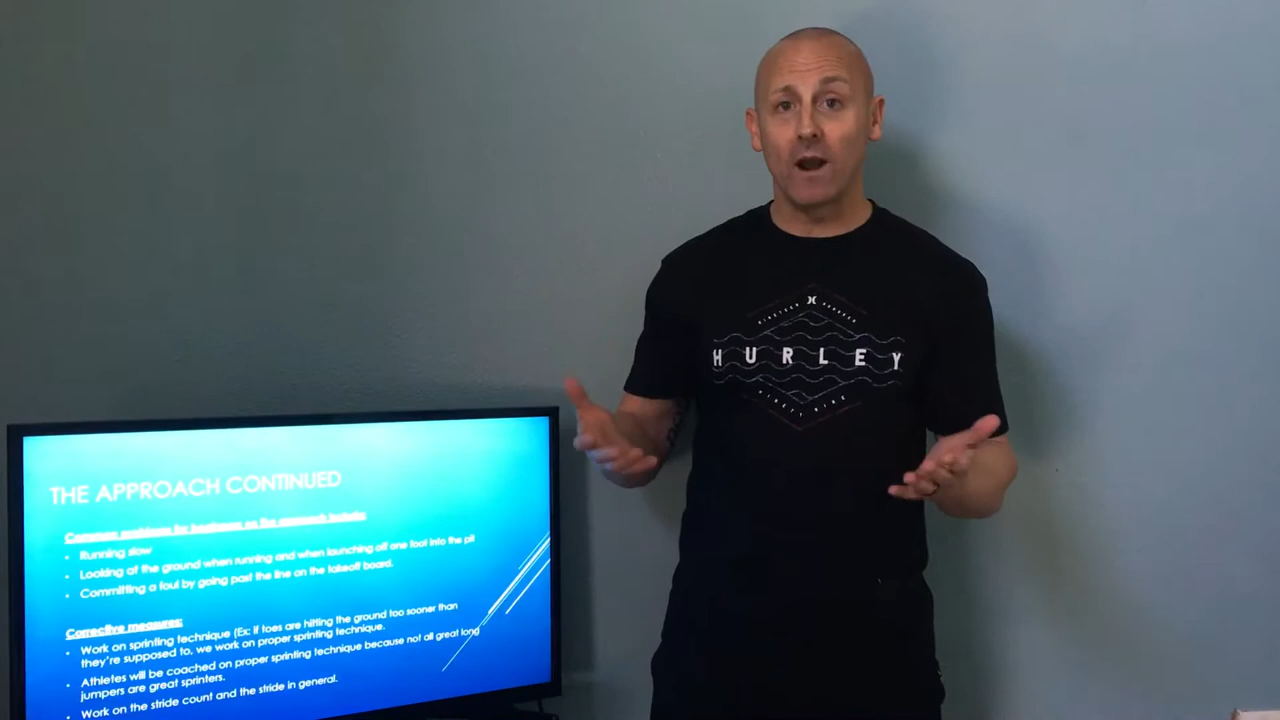 THE APPROACH CONTINUED
Common problems for beginners on the approach include:
• Running slow
• Looking at the ground when running and when launching off one foot into the pit
• Committing a foul by going past the line on the takeoff board.
Corrective measures:
• Work on sprinting technique (Ex: if toes are hitting the ground too sooner than
they're supposed to, we work on proper sprinting technique.
• Athletes will be coached on proper sprinting technique because not all great long
jumpers are great sprinters.
• Work on the stride count and the stride in general.
NINETEEN
HURLEY
NINETY NINE